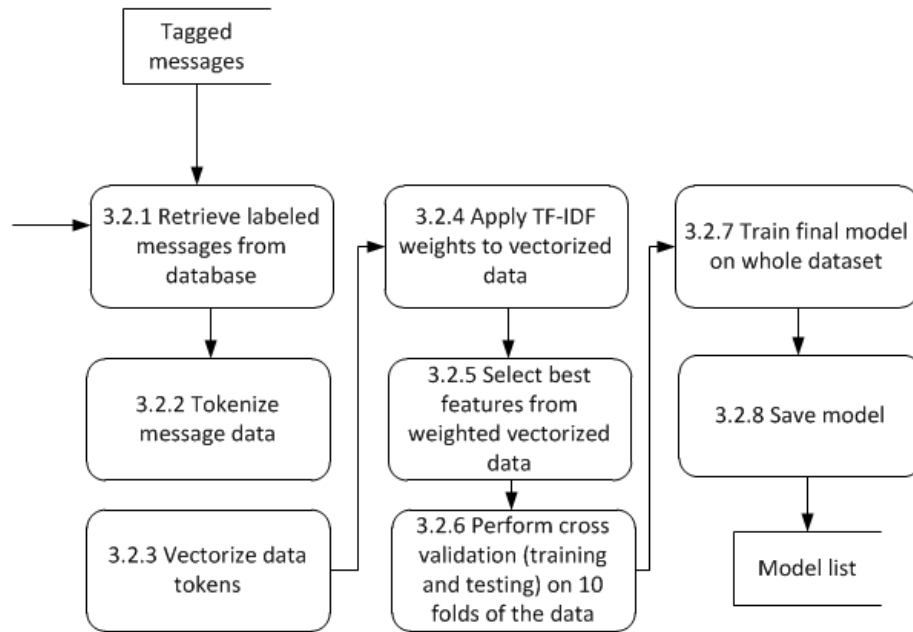 Tagged
messages
3.2.1 Retrieve labeled
messages from
database
3.2.2 Tokenize
message data
3.2.3 Vectorize data
tokens
3.2.4 Apply TF-IDF
weights to vectorized
data
3.2.5 Select best
features from
weighted vectorized
data
3.2.6 Perform cross
validation (training
and testing) on 10
folds of the data
3.2.7 Train final model
on whole dataset
3.2.8 Save model
Model list